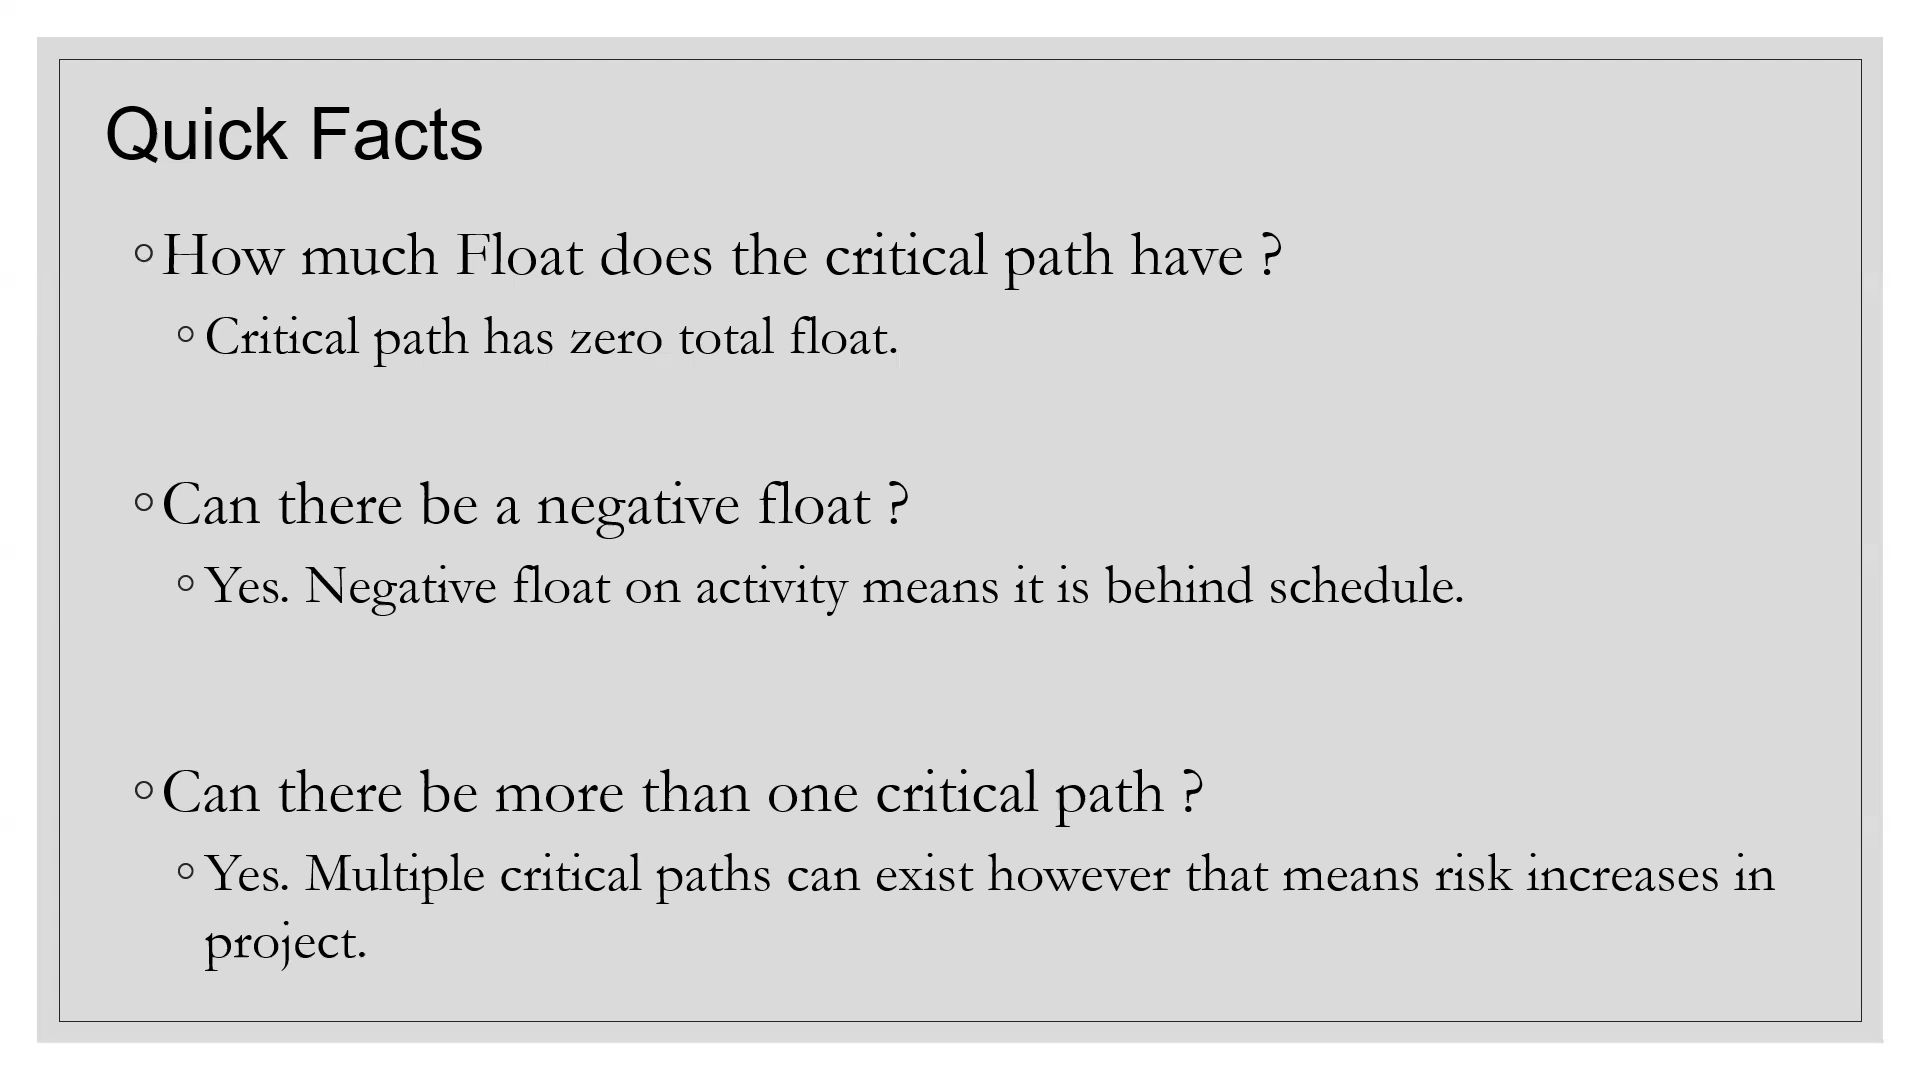 Quick Facts
◦How much Float does the critical path have ?
◦Critical path has zero total float.
◦Can there be a negative float ?
◦Yes. Negative float on activity means it is behind schedule.
◦Can there be more than one critical path ?
◦Yes. Multiple critical paths can exist however that means risk increases in
project.